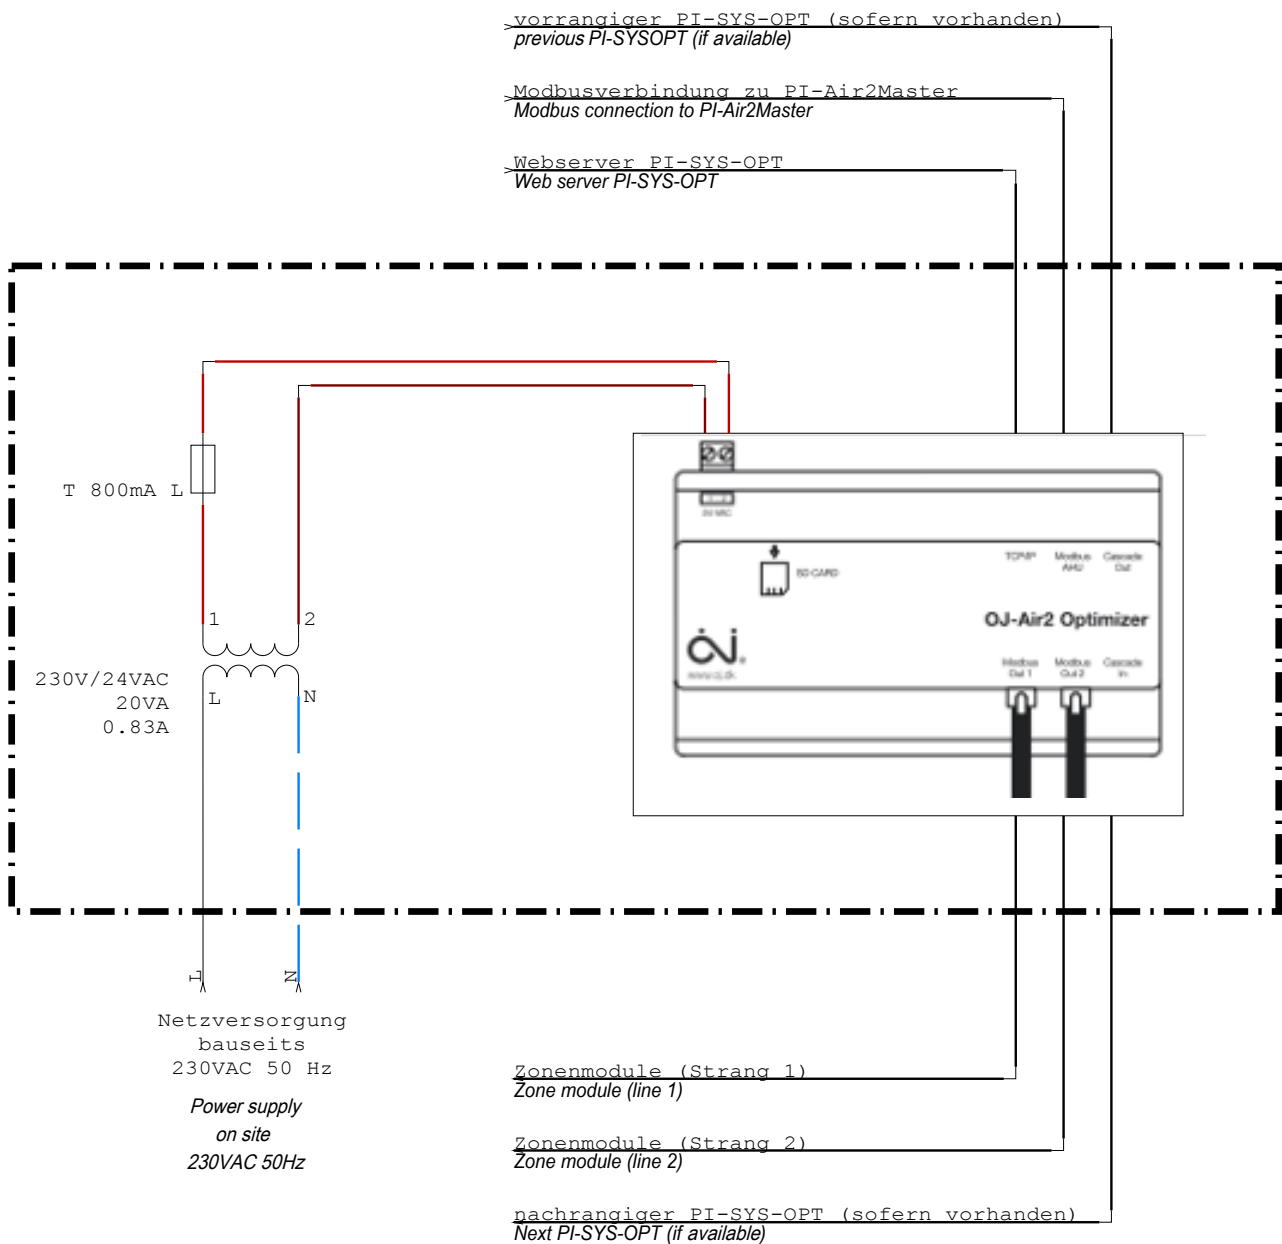 vorrangiger PI-SYS-OPT (sofern vorhanden)
previous PI-SYSOPT (if available)
Modbusverbindung zu PI-Air2Master
Modbus connection to PI-Air2Master
Webserver PI-SYS-OPT
Web server PI-SYS-OPT
T 800mA L
1
2
230V/24VAC
20VA
0.83A
L
N
SD CARD
TCP/IP
Modbus
AHU
Cascade
Out
OJ-Air2 Optimizer
Modbus
Out 1
Modbus
Out 2
Cascade
In
www.oj.dk
L
N
Netzversorgung
bauseits
230VAC 50 Hz
Power supply
on site
230VAC 50Hz
Zonenmodule (Strang 1)
Zone module (line 1)
Zonenmodule (Strang 2)
Zone module (line 2)
nachrangiger PI-SYS-OPT (sofern vorhanden)
Next PI-SYS-OPT (if available)